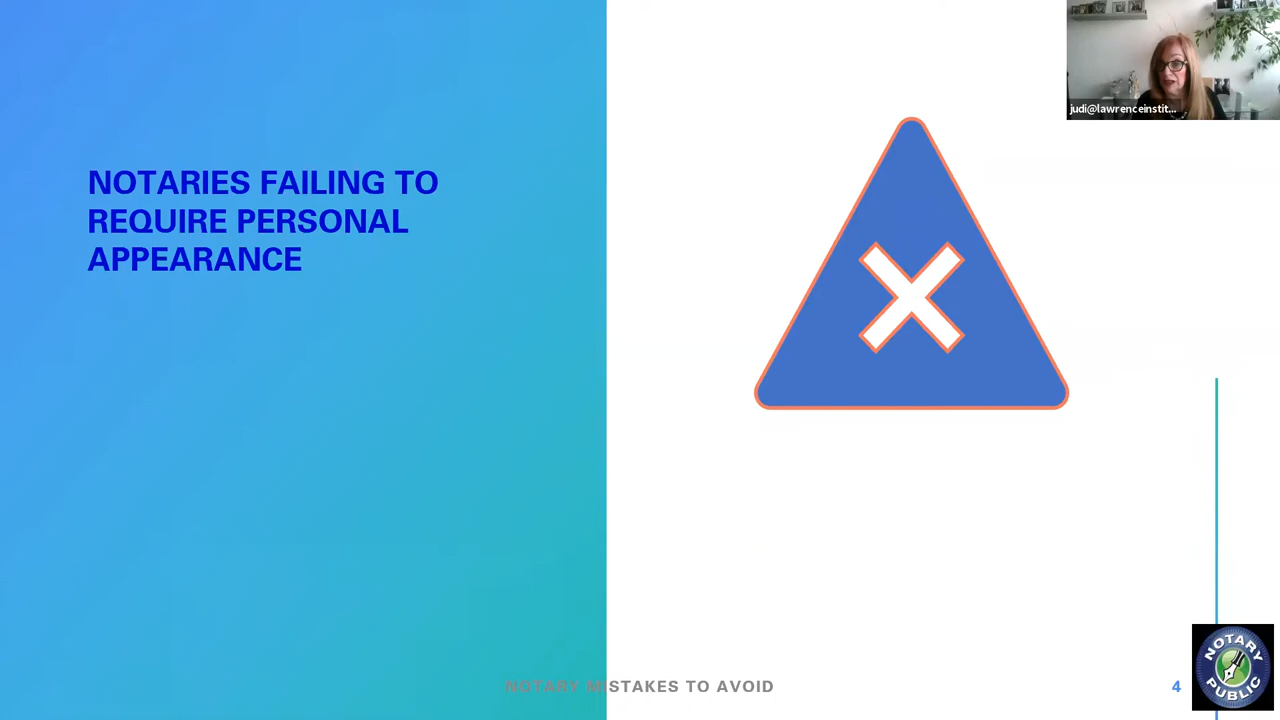 judi@lawrenceinstit...
NOTARIES FAILING TO
REQUIRE PERSONAL
APPEARANCE
NOTARY MISTAKES TO AVOID
4
NOTARY
PUBLIC